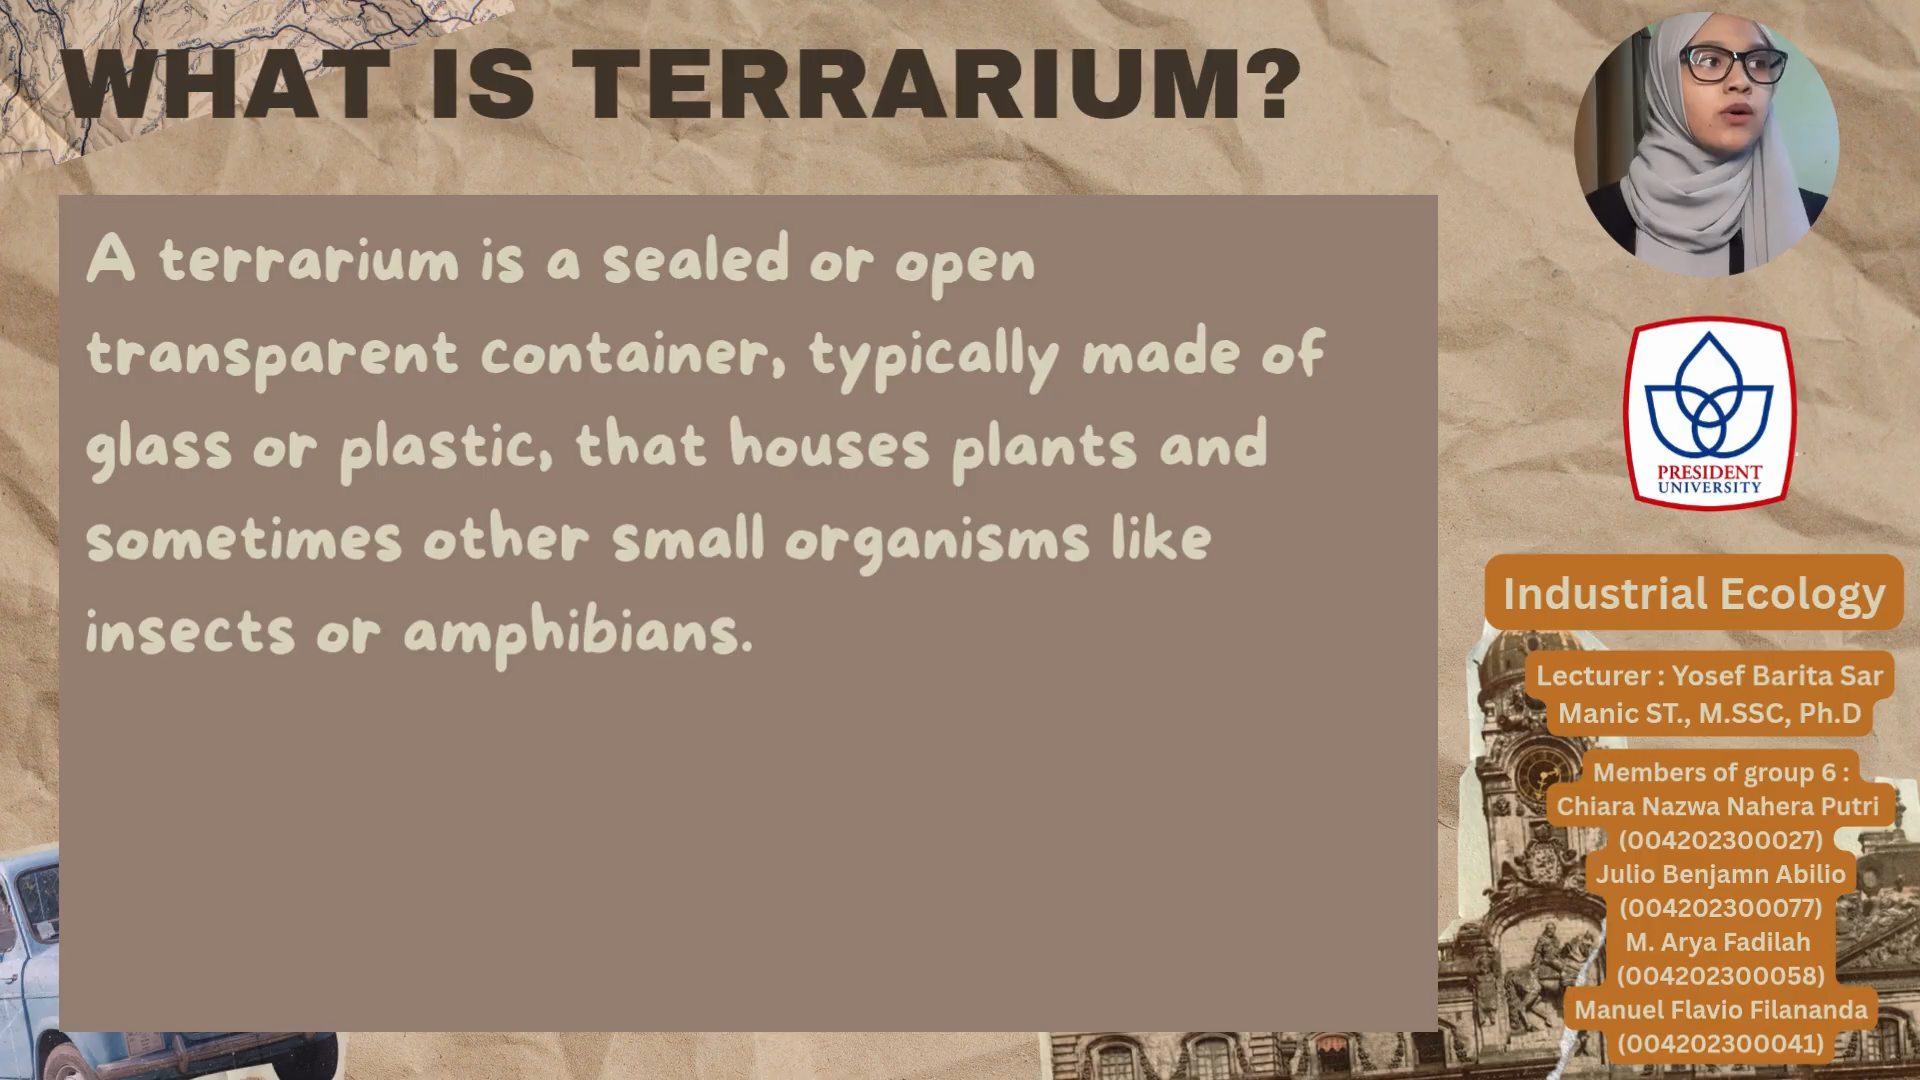 WHAT IS TERRARIUM?
A terrarium is a sealed or open
transparent container, typically made of
glass or plastic, that houses plants and
sometimes other small organisms like
insects or amphibians.
PRESIDENT
UNIVERSITY
Industrial Ecology
Lecturer : Yosef Barita Sar
Manic ST., M.SSC, Ph.D
Members of group 6 :
Chiara Nazwa Nahera Putri
(004202300027)
Julio Benjamn Abilio
(004202300077)
M. Arya Fadilah
(004202300058)
Manuel Flavio Filananda
(004202300041)